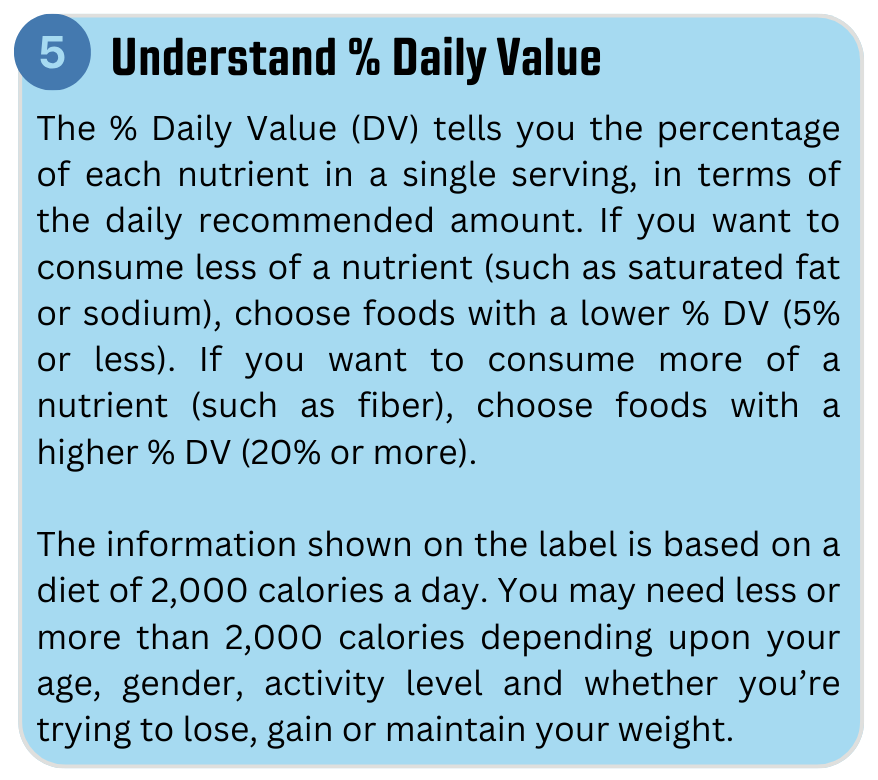 5
Understand % Daily Value
The % Daily Value (DV) tells you the percentage
of each nutrient in a single serving, in terms of
the daily recommended amount. If you want to
consume less of a nutrient (such as saturated fat
or sodium), choose foods with a lower % DV (5%
or less). If you want to consume more of a
nutrient (such as fiber), choose foods with a
higher % DV (20% or more).
The information shown on the label is based on a
diet of 2,000 calories a day. You may need less or
more than 2,000 calories depending upon your
age, gender, activity level and whether you’re
trying to lose, gain or maintain your weight.